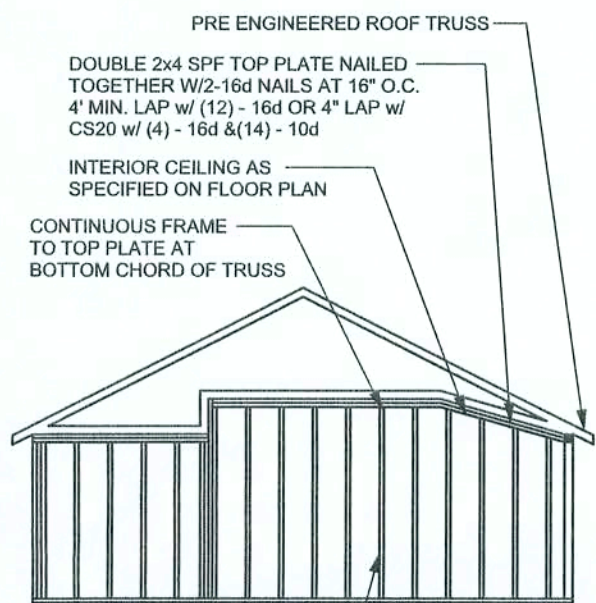 PRE ENGINEERED ROOF TRUSS
DOUBLE 2x4 SPF TOP PLATE NAILED
TOGETHER W/2-16d NAILS AT 16" O.C.
4' MIN. LAP w/ (12) - 16d OR 4" LAP w/
CS20 w/ (4) - 16d &(14) - 10d
INTERIOR CEILING AS
SPECIFIED ON FLOOR PLAN
CONTINUOUS FRAME
TO TOP PLATE AT
BOTTOM CHORD OF TRUSS